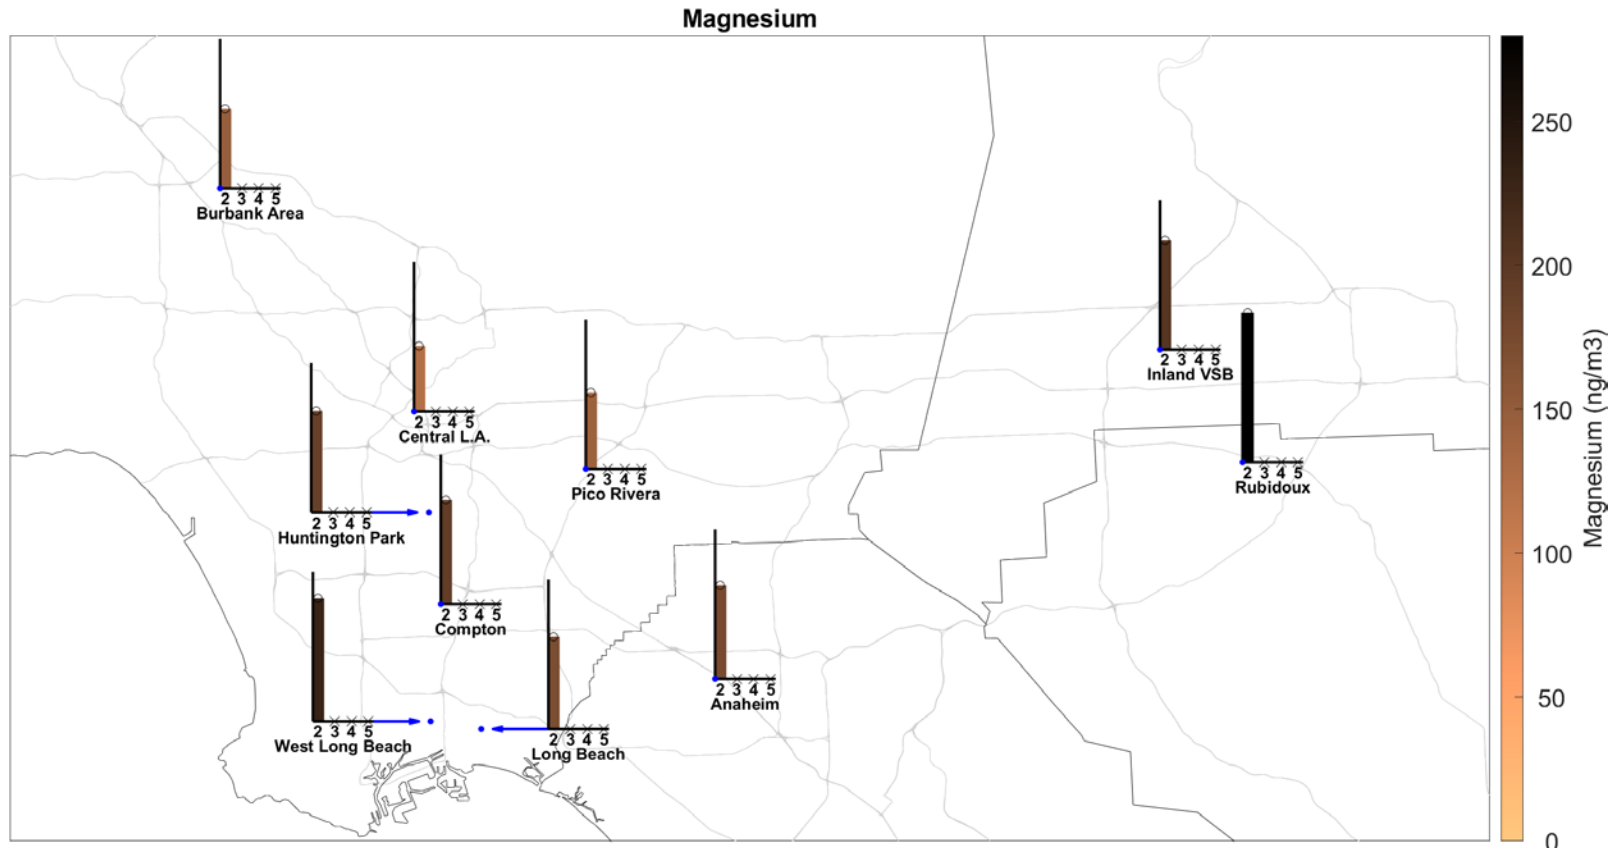 Magnesium
2 3 4 5
Burbank Area
2 3 4 5
Central L.A.
2 3 4 5
Pico Rivera
2 3 4 5
Huntington Park
2 3 4 5
Compton
2 3 4 5
West Long Beach
2 3 4 5
Long Beach
2 3 4 5
Anaheim
2 3 4 5
Inland VSB
2 3 4 5
Rubidoux
250
200
150
100
50
0
Magnesium (ng/m3)